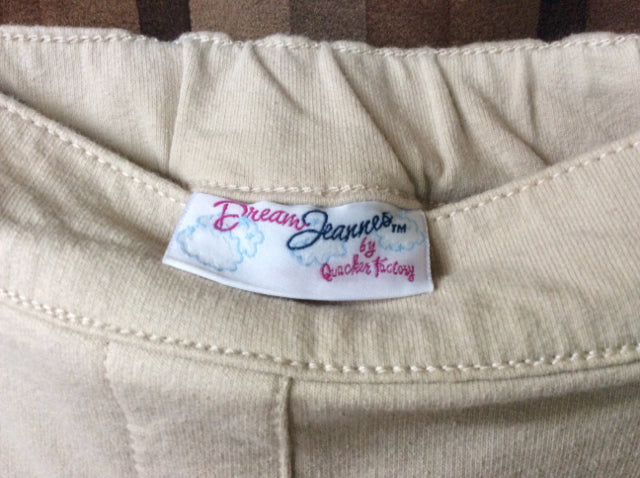 Dream Jeannes™
by
Quacker Factory